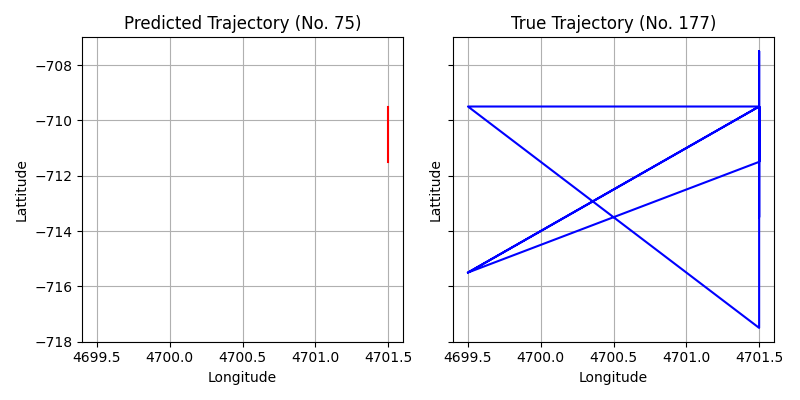 Predicted Trajectory (No. 75)
True Trajectory (No. 177)
Lattitude
−708
−710
−712
−714
−716
−718
4699.5 4700.0 4700.5 4701.0 4701.5
Longitude
Lattitude
4699.5 4700.0 4700.5 4701.0 4701.5
Longitude